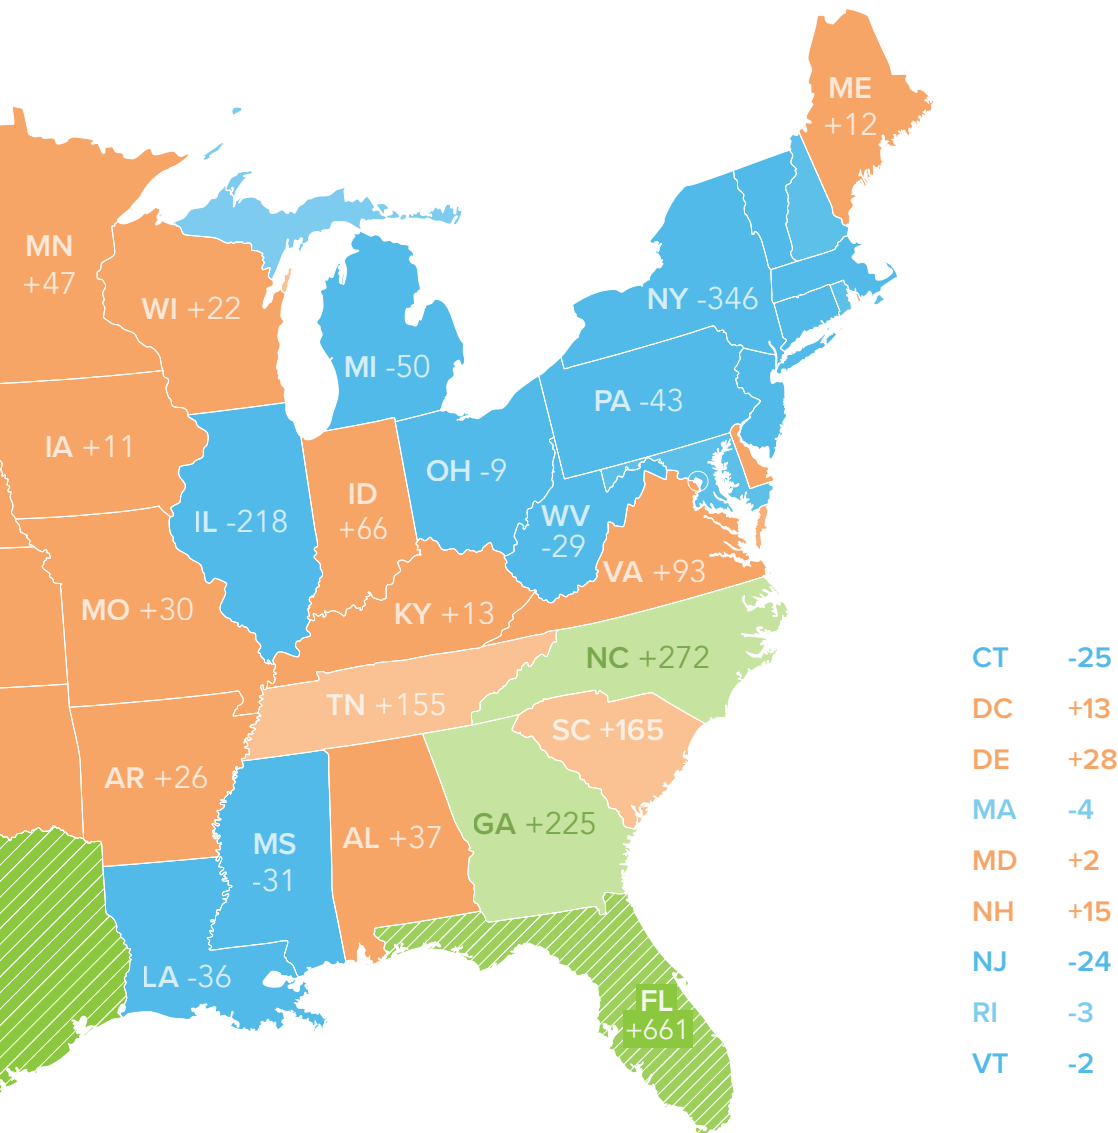 ME
+12
MN
+47
WI +22
NY -346
MI -50
PA -43
IA +11
OH -9
ID
+66
IL -218
WV
-29
VA +93
MO +30
KY +13
NC +272
TN +155
SC +165
AR +26
GA +225
MS
-31
AL +37
LA -36
FL
+661
CT -25
DC +13
DE +28
MA -4
MD +2
NH +15
NJ -24
RI -3
VT -2